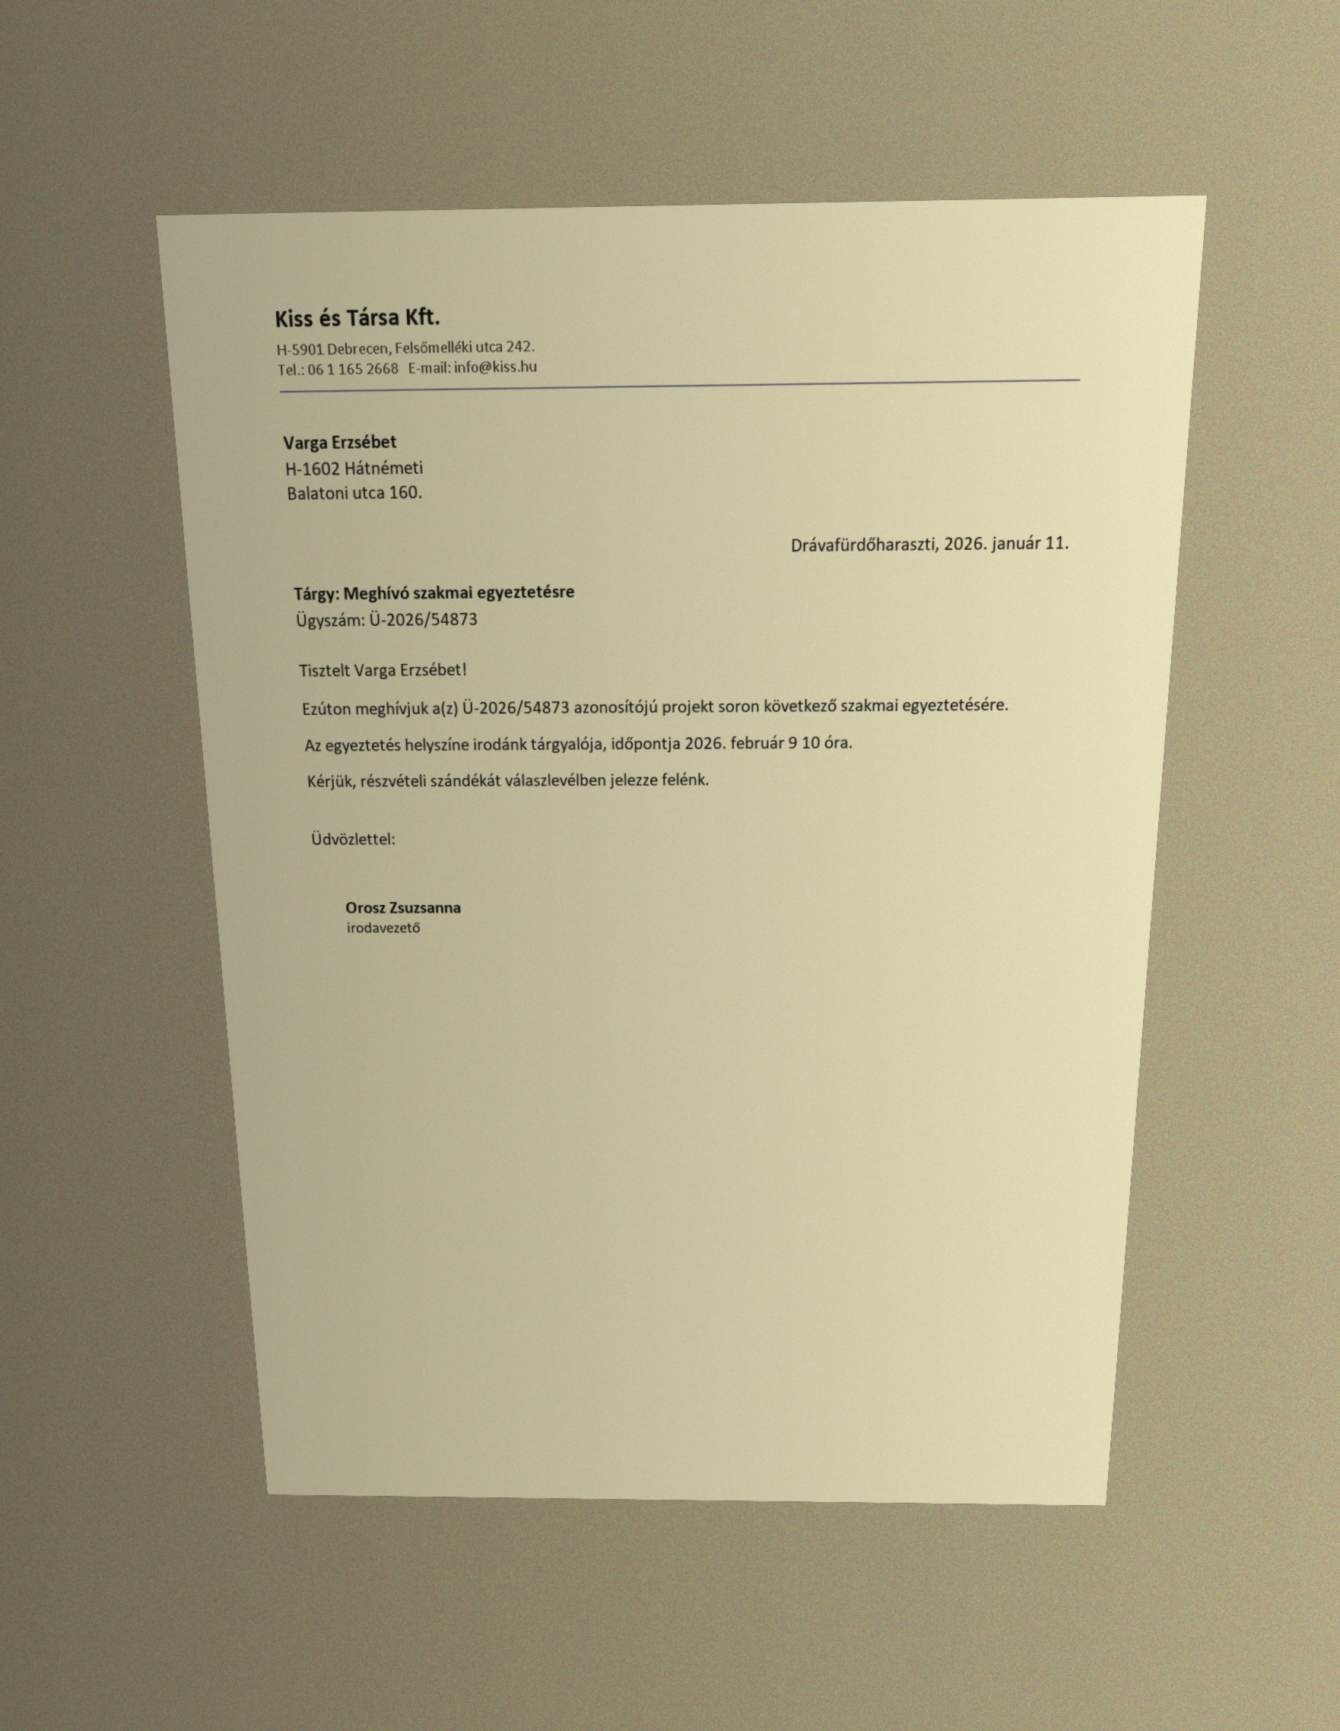 Kiss és Társa Kft.
H-5901 Debrecen, Felsőmelléki utca 242.
Tel.: 06 1 165 2668 E-mail: info@kiss.hu
Varga Erzsébet
H-1602 Hátnémeti
Balatoni utca 160.
Drávafürdőharaszti, 2026. január 11.
Tárgy: Meghívó szakmai egyeztetésre
Ügyszám: Ü-2026/54873
Tisztelt Varga Erzsébet!
Ezúton meghívjuk a(z) Ü-2026/54873 azonosítójú projekt soron következő szakmai egyeztetésére.
Az egyeztetés helyszíne irodánk tárgyalója, időpontja 2026. február 9 10 óra.
Kérjük, részvételi szándékát válaszlevélben jelezze felénk.
Üdvözlettel:
Orosz Zsuzsanna
irodavezető